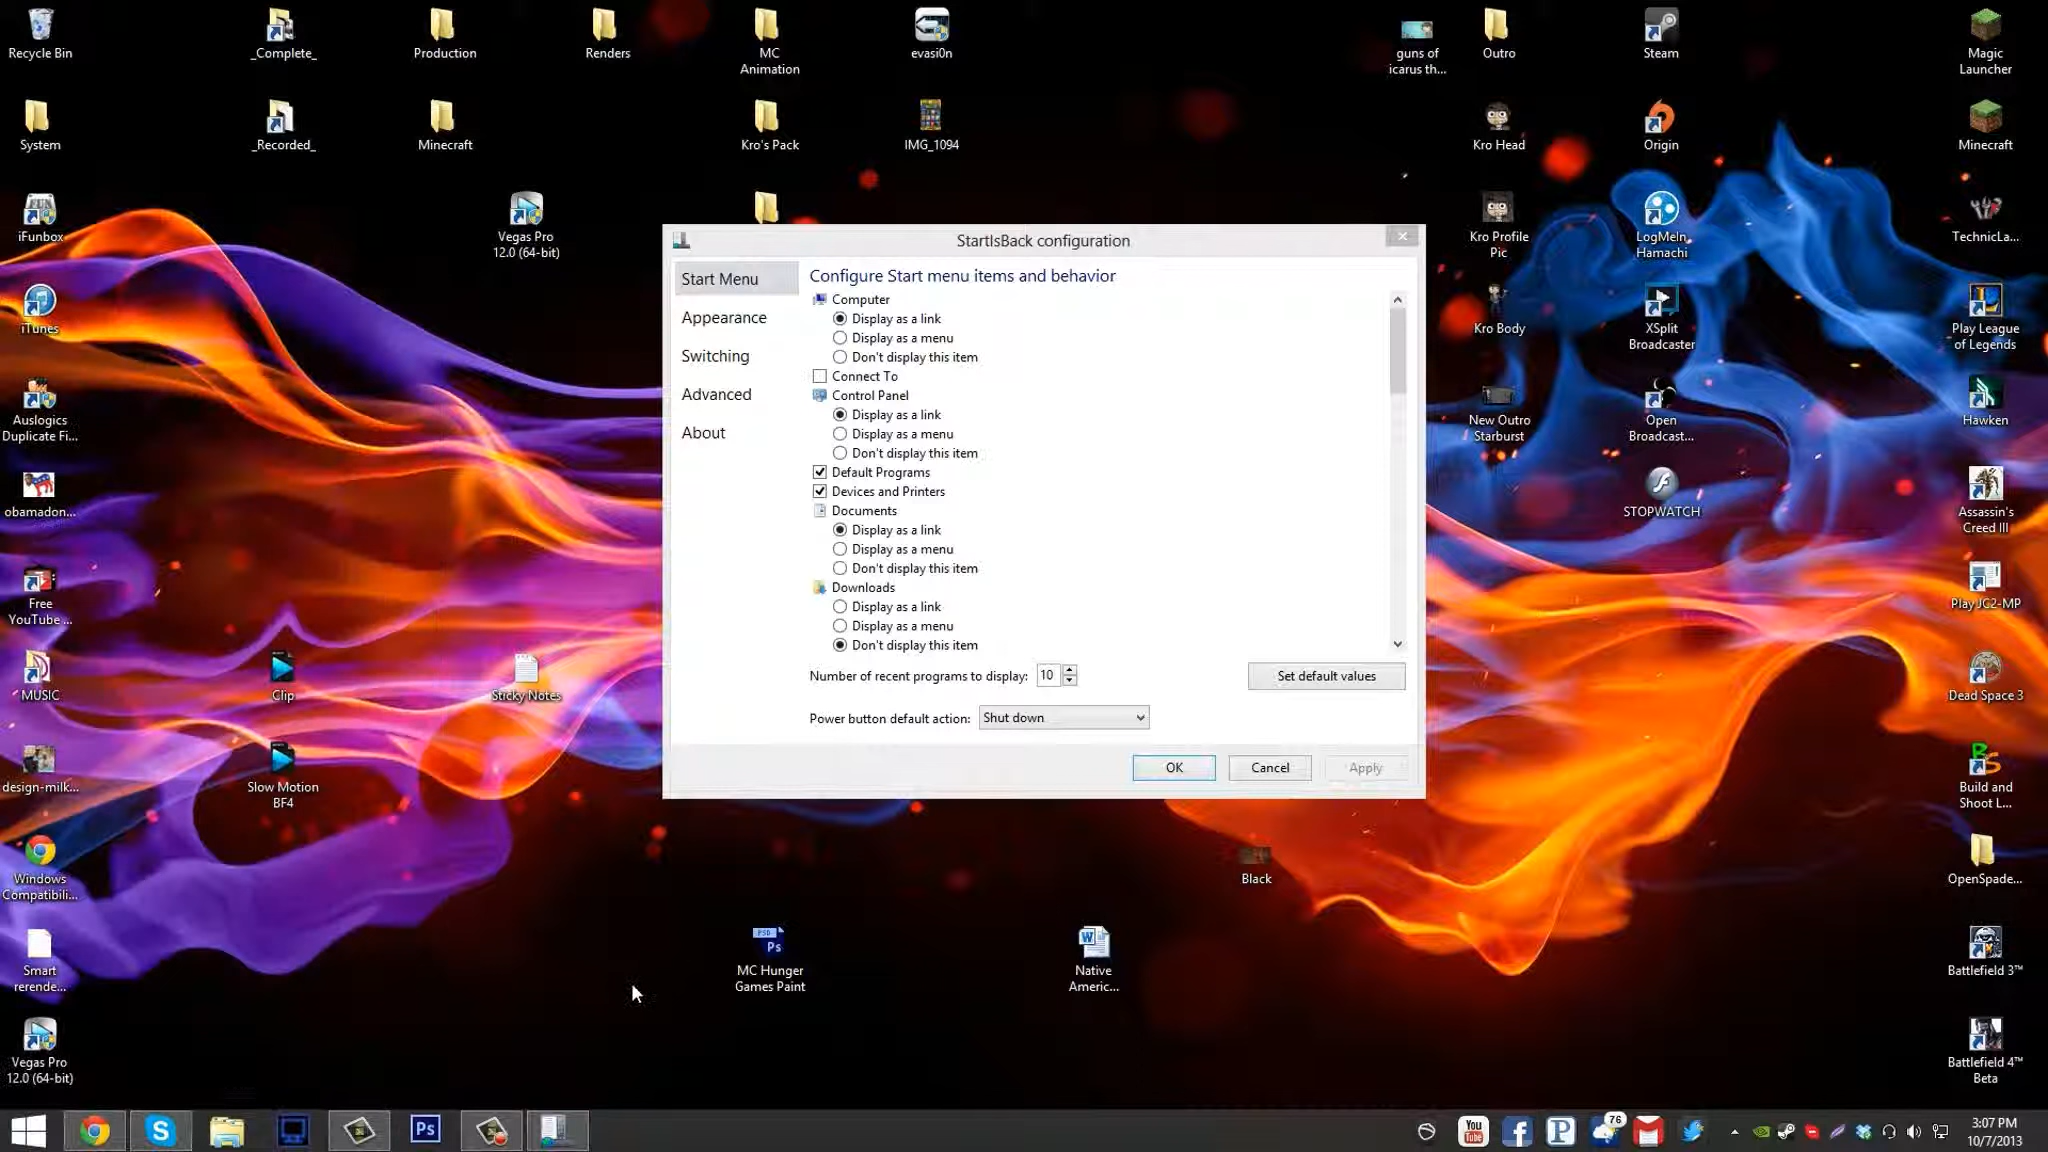 Recycle Bin
_Complete_
Production
Renders
MC
Animation
evasi0n
guns of
icarus th...
Outro
Steam
Magic
Launcher
System
_Recorded_
Minecraft
Kro's Pack
IMG_1094
Kro Head
Origin
Minecraft
iFunbox
Vegas Pro
12.0 (64-bit)
Kro Profile
Pic
LogMeIn
Hamachi
TechnicLa...
iTunes
Kro Body
XSplit
Broadcaster
Play League
of Legends
Auslogics
Duplicate Fi...
New Outro
Starburst
Open
Broadcast...
Hawken
obamadon...
STOPWATCH
Assassin's
Creed III
Free
YouTube ...
Play JC2-MP
MUSIC
Clip
Sticky Notes
Dead Space 3
design-milk...
Slow Motion
BF4
Build and
Shoot L...
Windows
Compatibili...
Black
OpenSpade...
Smart
rerende...
PSD
Ps
MC Hunger
Games Paint
Native
Americ...
Battlefield 3™
Vegas Pro
12.0 (64-bit)
Battlefield 4™
Beta
StartIsBack configuration
Start Menu
Appearance
Switching
Advanced
About
Configure Start menu items and behavior
Computer
Display as a link
Display as a menu
Don't display this item
Connect To
Control Panel
Display as a link
Display as a menu
Don't display this item
Default Programs
Devices and Printers
Documents
Display as a link
Display as a menu
Don't display this item
Downloads
Display as a link
Display as a menu
Don't display this item
Number of recent programs to display: 10
Set default values
Power button default action: Shut down
OK
Cancel
Apply
Ps
You
Tube
76
3:07 PM
10/7/2013